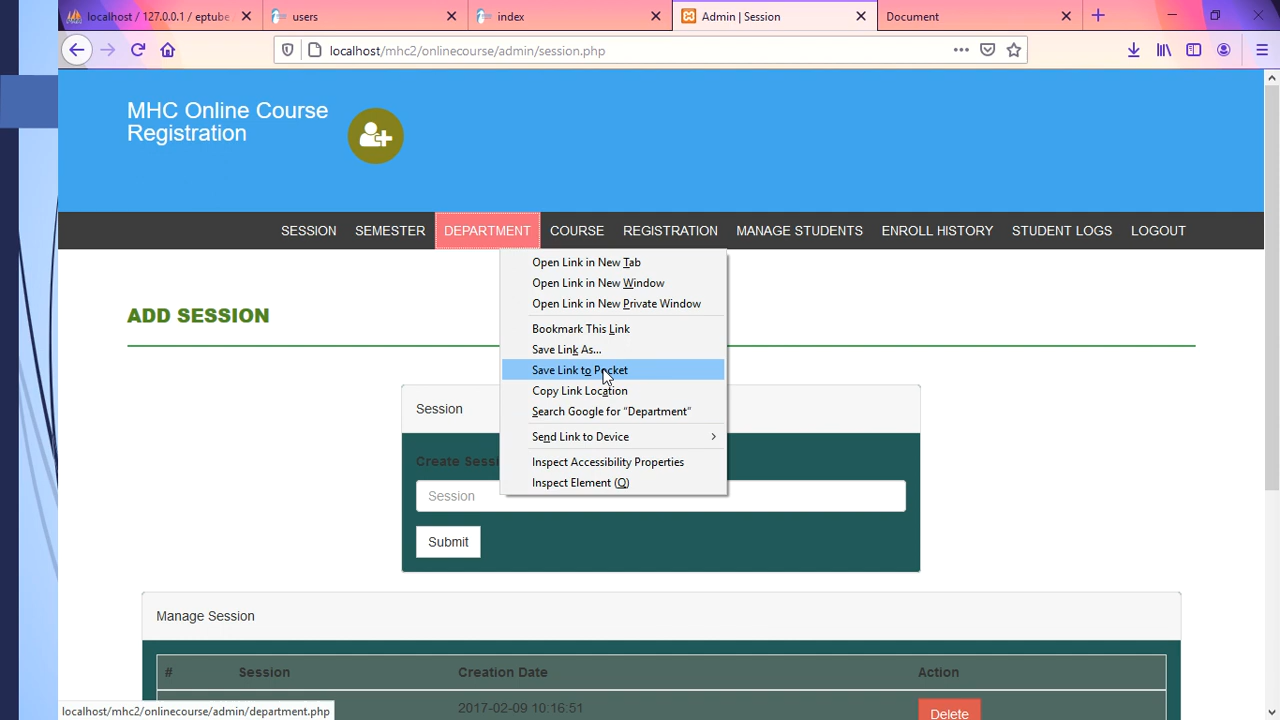 localhost / 127.0.0.1 / eptube
users
index
Admin | Session
Document
localhost/mhc2/onlinecourse/admin/session.php
MHC Online Course
Registration
SESSION SEMESTER DEPARTMENT COURSE REGISTRATION MANAGE STUDENTS ENROLL HISTORY STUDENT LOGS LOGOUT
Open Link in New Tab
Open Link in New Window
Open Link in New Private Window
Bookmark This Link
Save Link As...
Save Link to Pocket
Copy Link Location
Search Google for “Department”
Send Link to Device
Inspect Accessibility Properties
Inspect Element (Q)
ADD SESSION
Session
Create Sessi
Session
Submit
Manage Session
# Session Creation Date Action
2017-02-09 10:16:51 Delete
localhost/mhc2/onlinecourse/admin/department.php